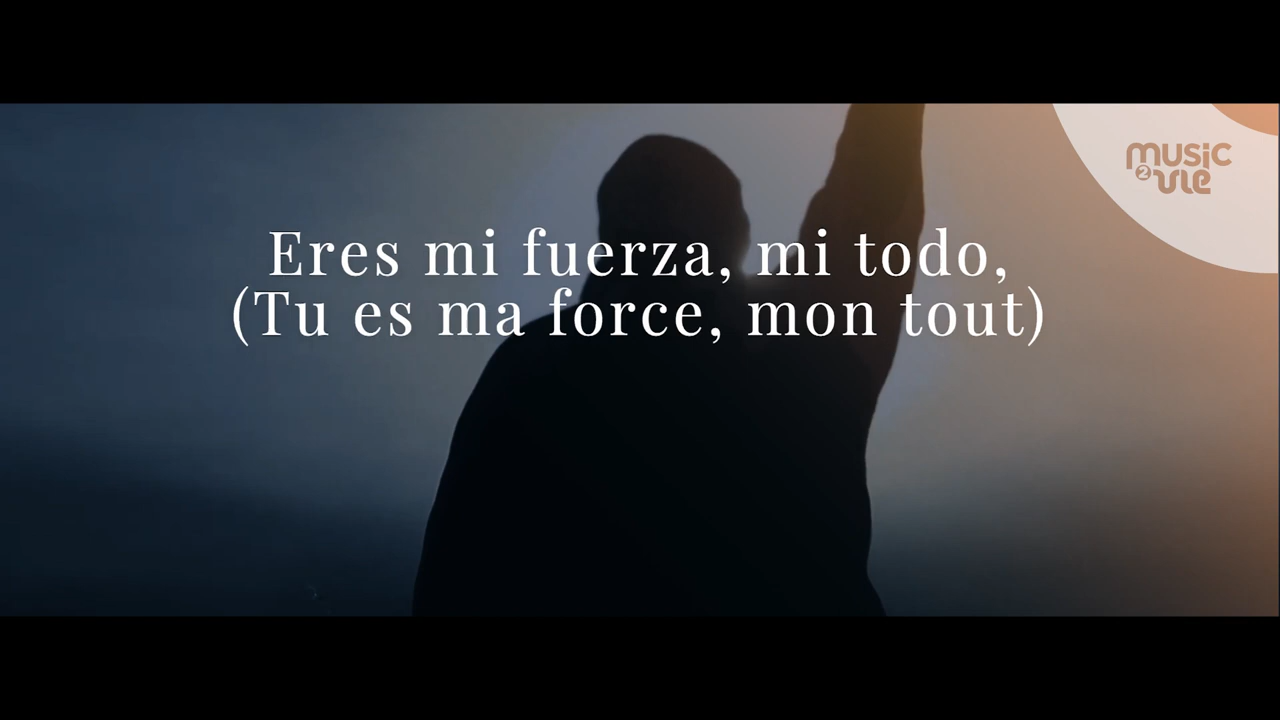 music
2 vie
Eres mi fuerza, mi todo,
(Tu es ma force, mon tout)